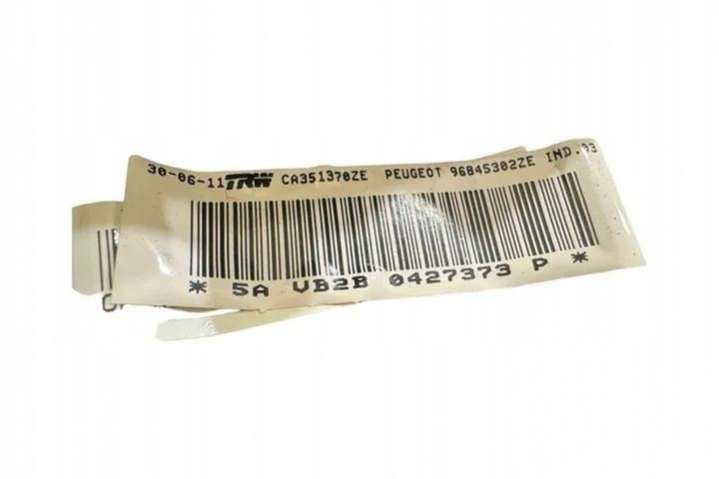 30-06-11 TRW CA351370ZE PEUGEOT 96845302ZE IND.03
* 5A VB2B 0427373 P *